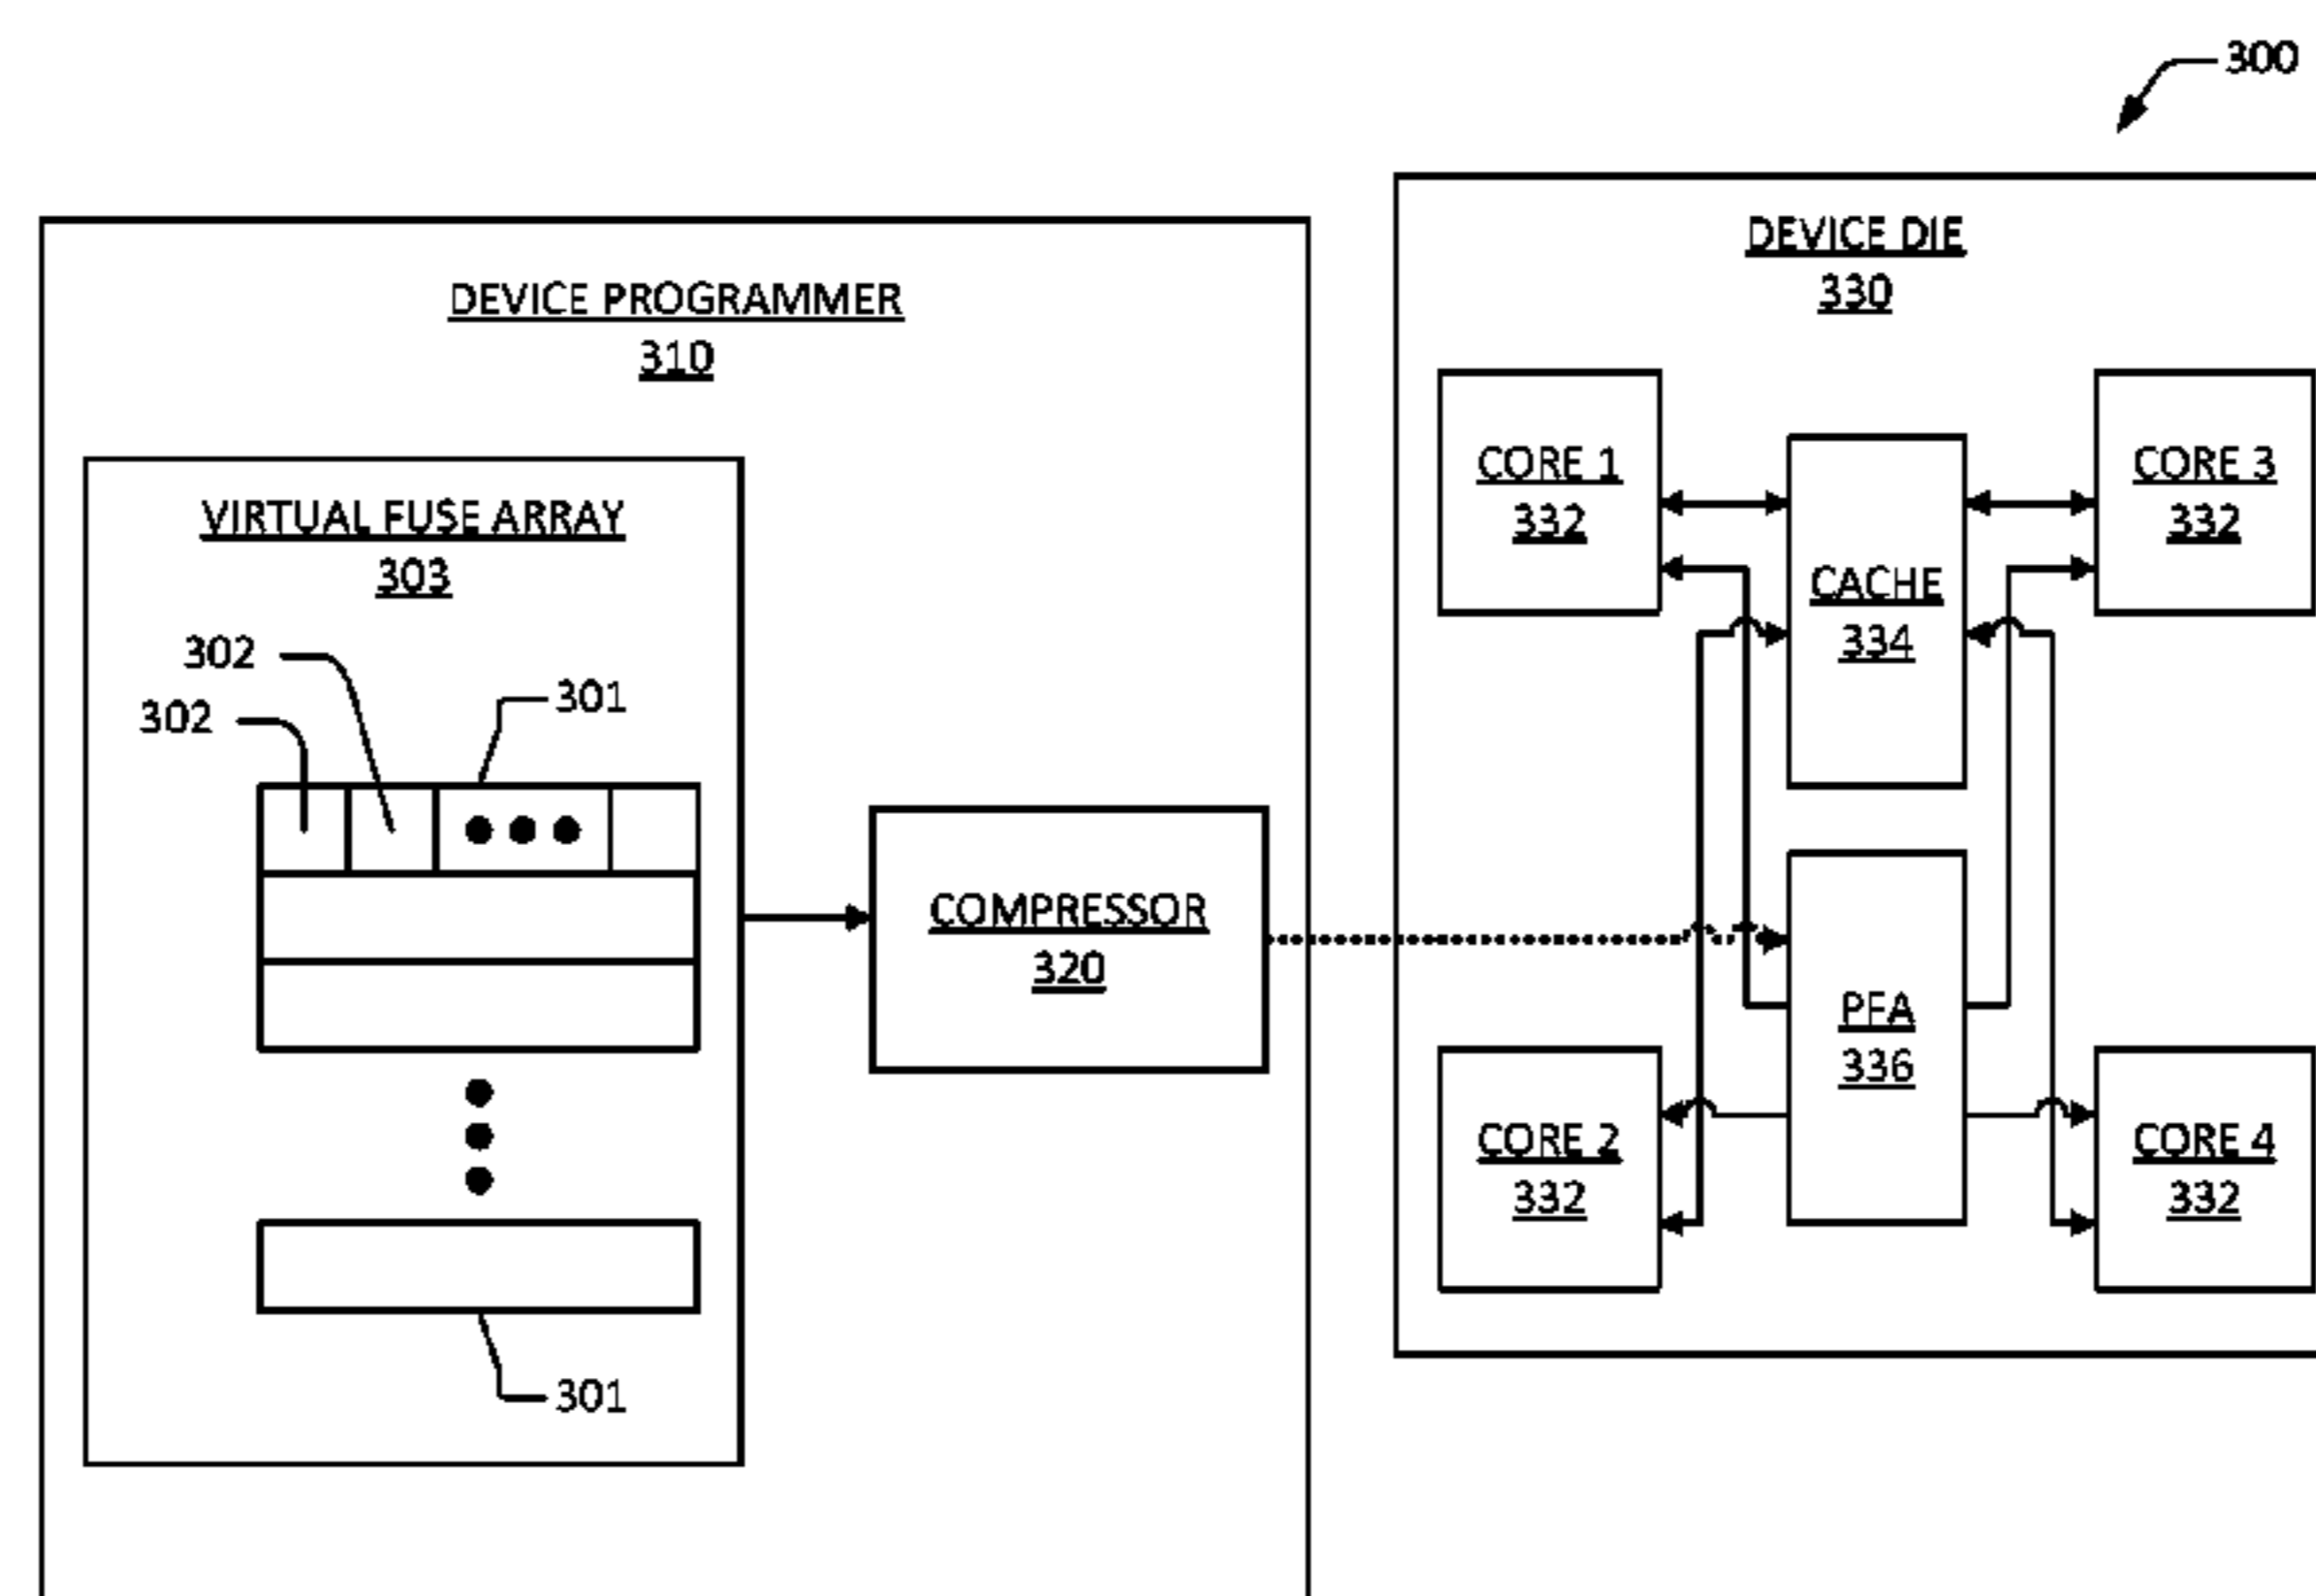 300
DEVICE PROGRAMMER
310
VIRTUAL FUSE ARRAY
303
302
302
301
301
COMPRESSOR
320
DEVICE DIE
330
CORE 1
332
CACHE
334
CORE 3
332
PFA
336
CORE 2
332
CORE 4
332